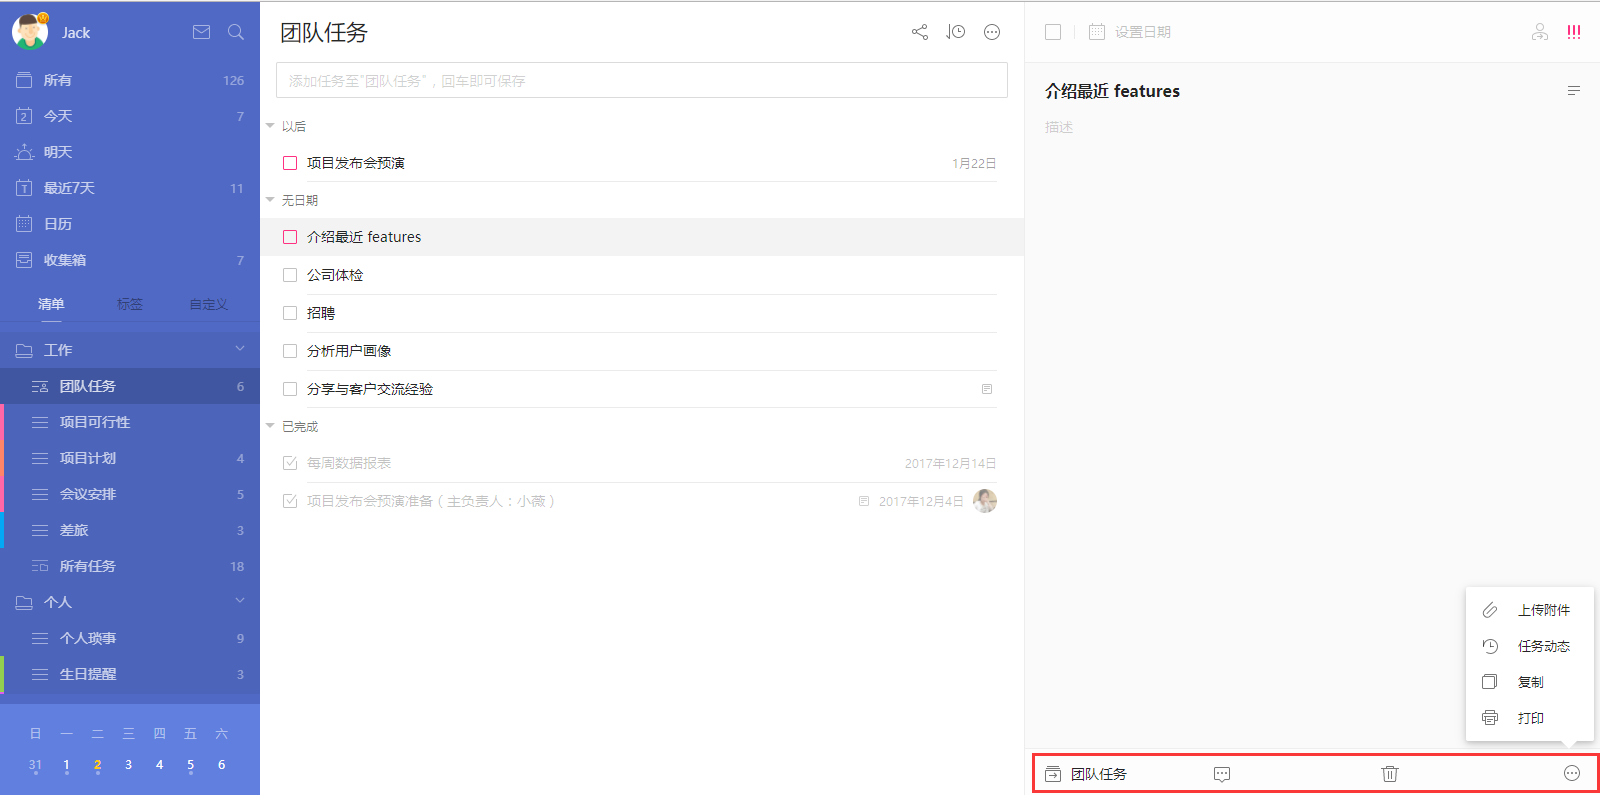 Jack
所有 126
2 今天 7
明天
T 最近7天 11
日历
收集箱 7
清单 标签 自定义
工作
团队任务 6
项目可行性
项目计划 4
会议安排 5
差旅 3
所有任务 18
个人
个人琐事 9
生日提醒 3
日 一 二 三 四 五 六
31 1 2 3 4 5 6
团队任务
添加任务至"团队任务"，回车即可保存
以后
项目发布会预演 1月22日
无日期
介绍最近 features
公司体检
招聘
分析用户画像
分享与客户交流经验
已完成
每周数据报表 2017年12月14日
项目发布会预演准备（主负责人：小薇） 2017年12月4日
设置日期 !!!
介绍最近 features
描述
上传附件
任务动态
复制
打印
团队任务